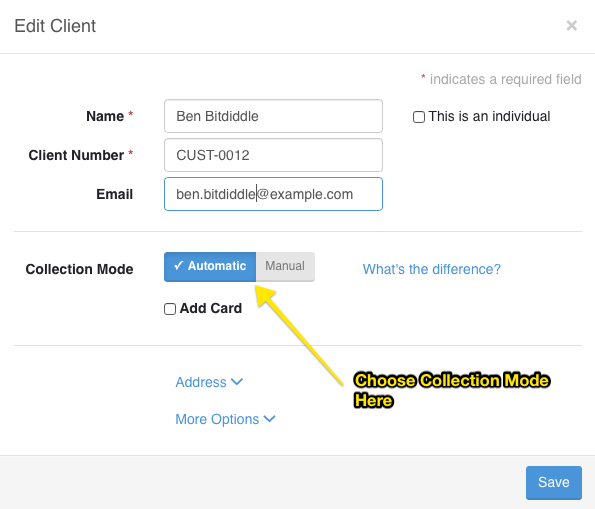 Edit Client ×
* indicates a required field
Name * Ben Bitdiddle This is an individual
Client Number * CUST-0012
Email ben.bitdiddle@example.com
Collection Mode ✓ Automatic Manual What's the difference?
Add Card
Choose Collection Mode
Here
Address
More Options
Save